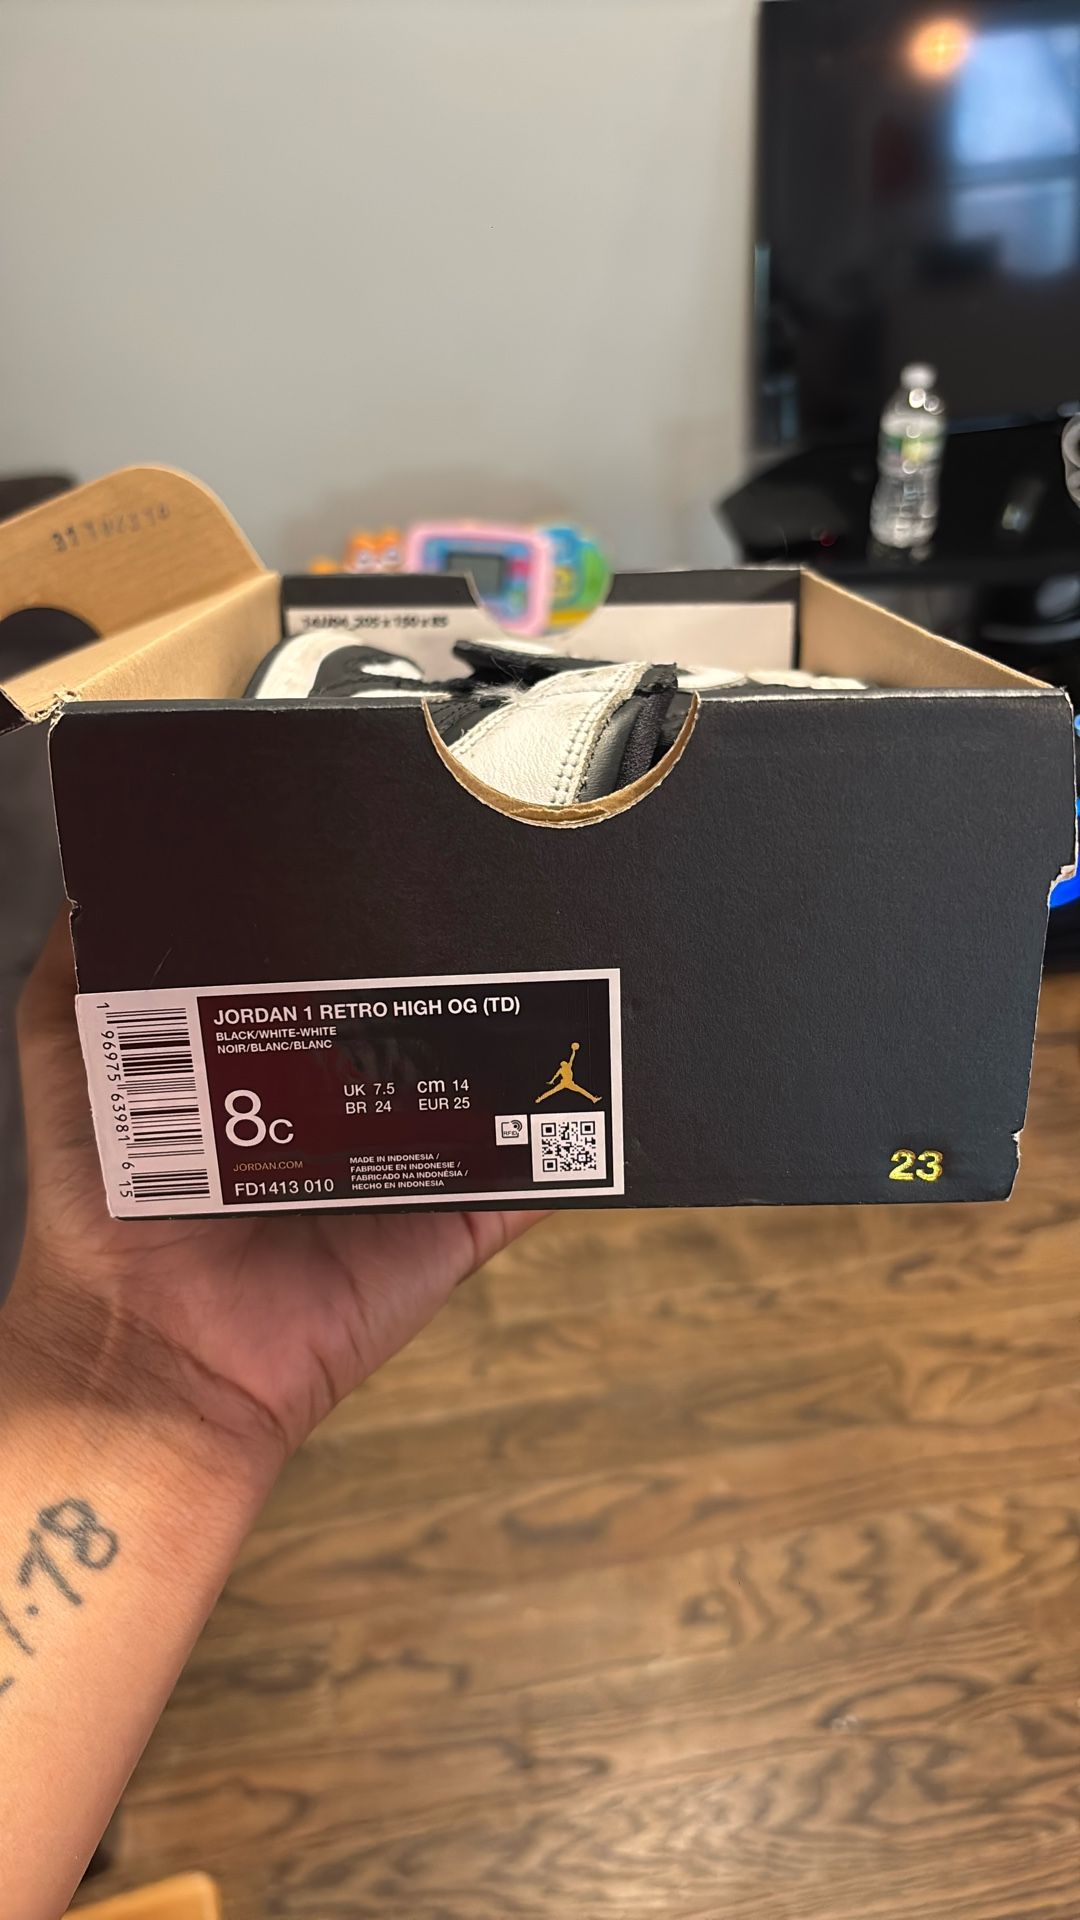 JORDAN 1 RETRO HIGH OG (TD)
BLACK/WHITE-WHITE
NOIR/BLANC/BLANC
8C
UK 7.5 cm 14
BR 24 EUR 25
JORDAN.COM
FD1413 010
MADE IN INDONESIA /
FABRIQUE EN INDONESIE /
FABRICADO NA INDONÉSIA /
HECHO EN INDONESIA
RFID
1 96975 63981 6 15
23